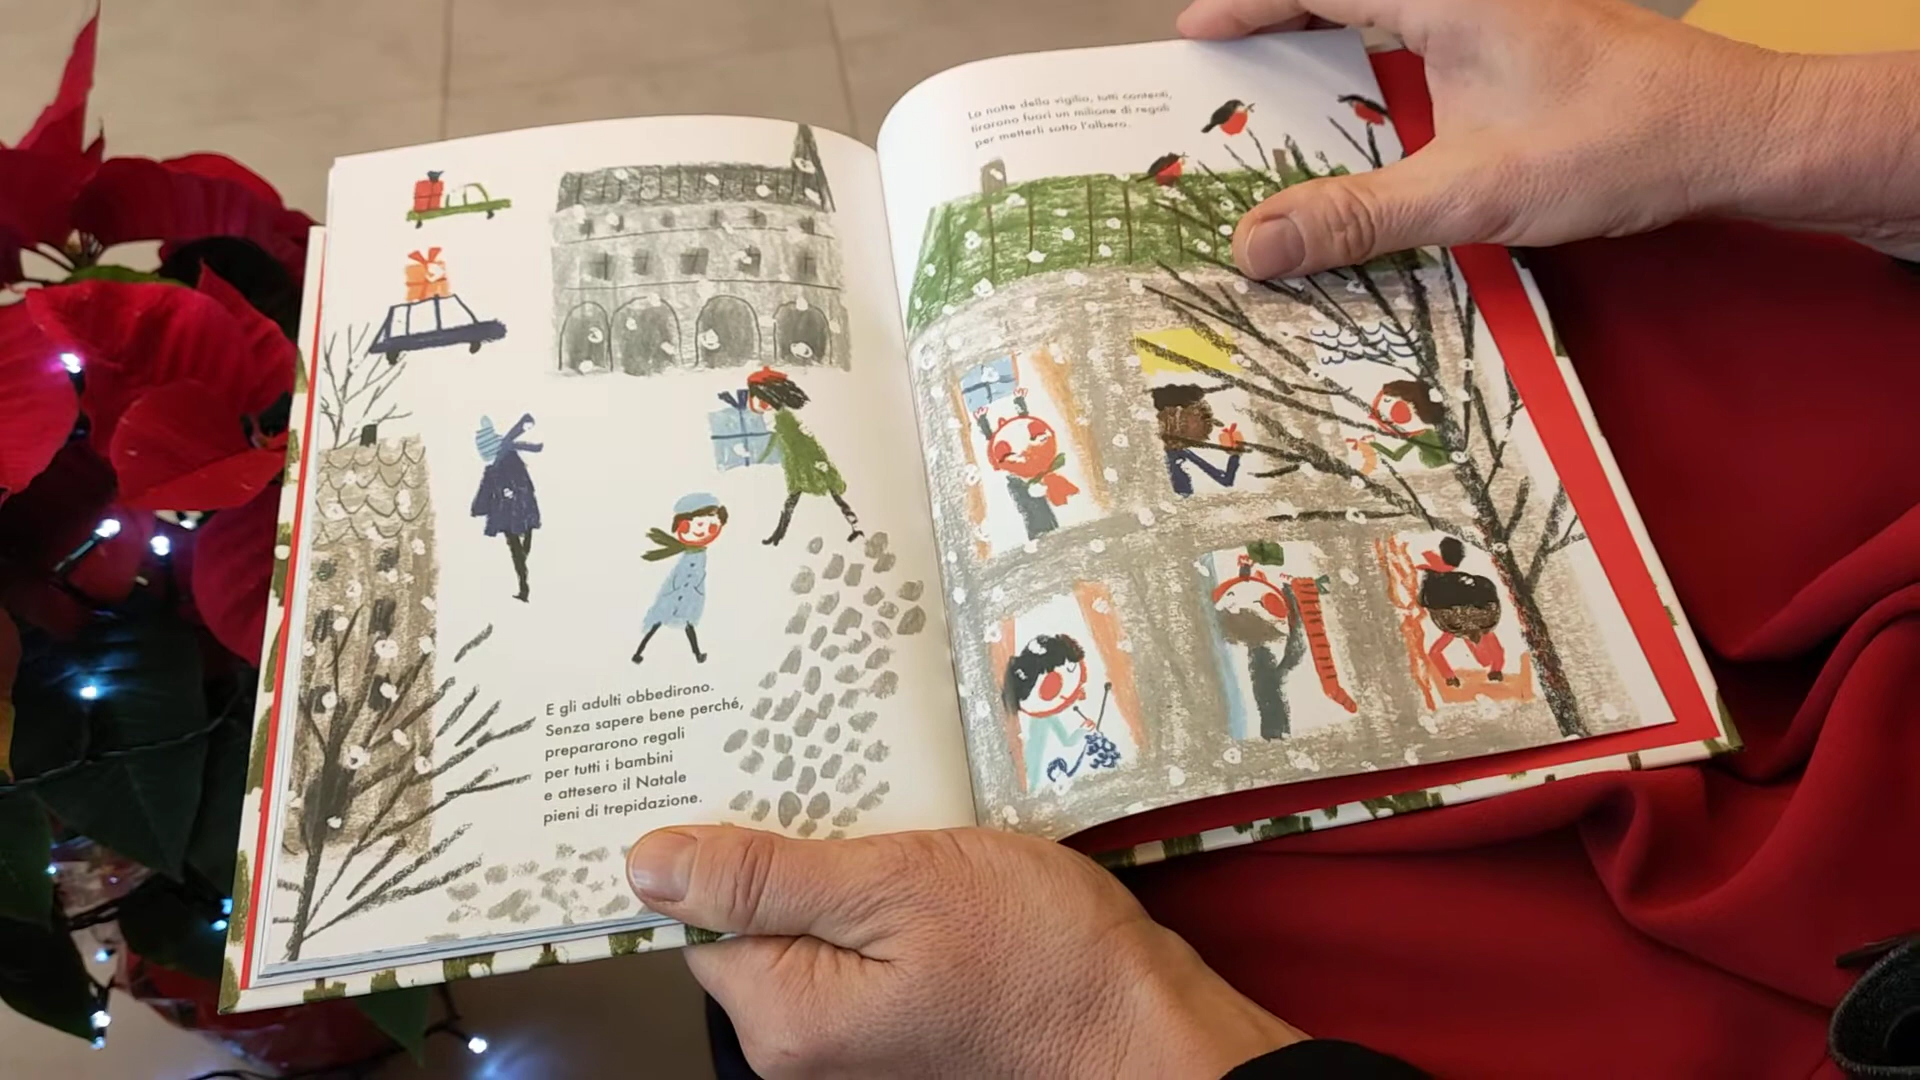 E gli adulti obbedirono.
Senza sapere bene perché,
prepararono regali
per tutti i bambini
e attesero il Natale
pieni di trepidazione.
La notte della vigilia, tutti contenti,
tirarono fuori un milione di regali
per metterli sotto l'albero.